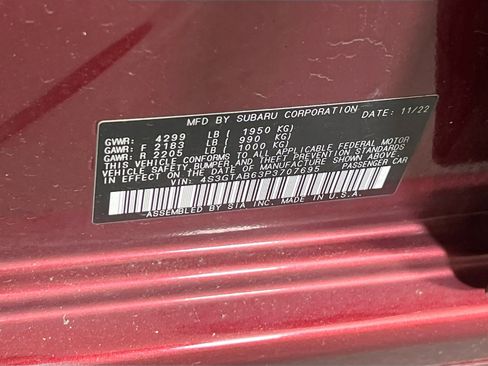 MFD BY SUBARU CORPORATION DATE: 11/22
GVWR: 4299 LB ( 1950 KG)
GAWR: F 2183 LB ( 990 KG)
GAWR: R 2205 LB ( 1000 KG)
THIS VEHICLE CONFORMS TO ALL APPLICABLE FEDERAL MOTOR
VEHICLE SAFETY, BUMPER, AND THEFT PREVENTION STANDARDS
IN EFFECT ON THE DATE OF MANUFACTURE SHOWN ABOVE.
VIN: 4S3GTAB63P3707695 PASSENGER CAR
ASSEMBLED BY SIA INC. MADE IN U.S.A.